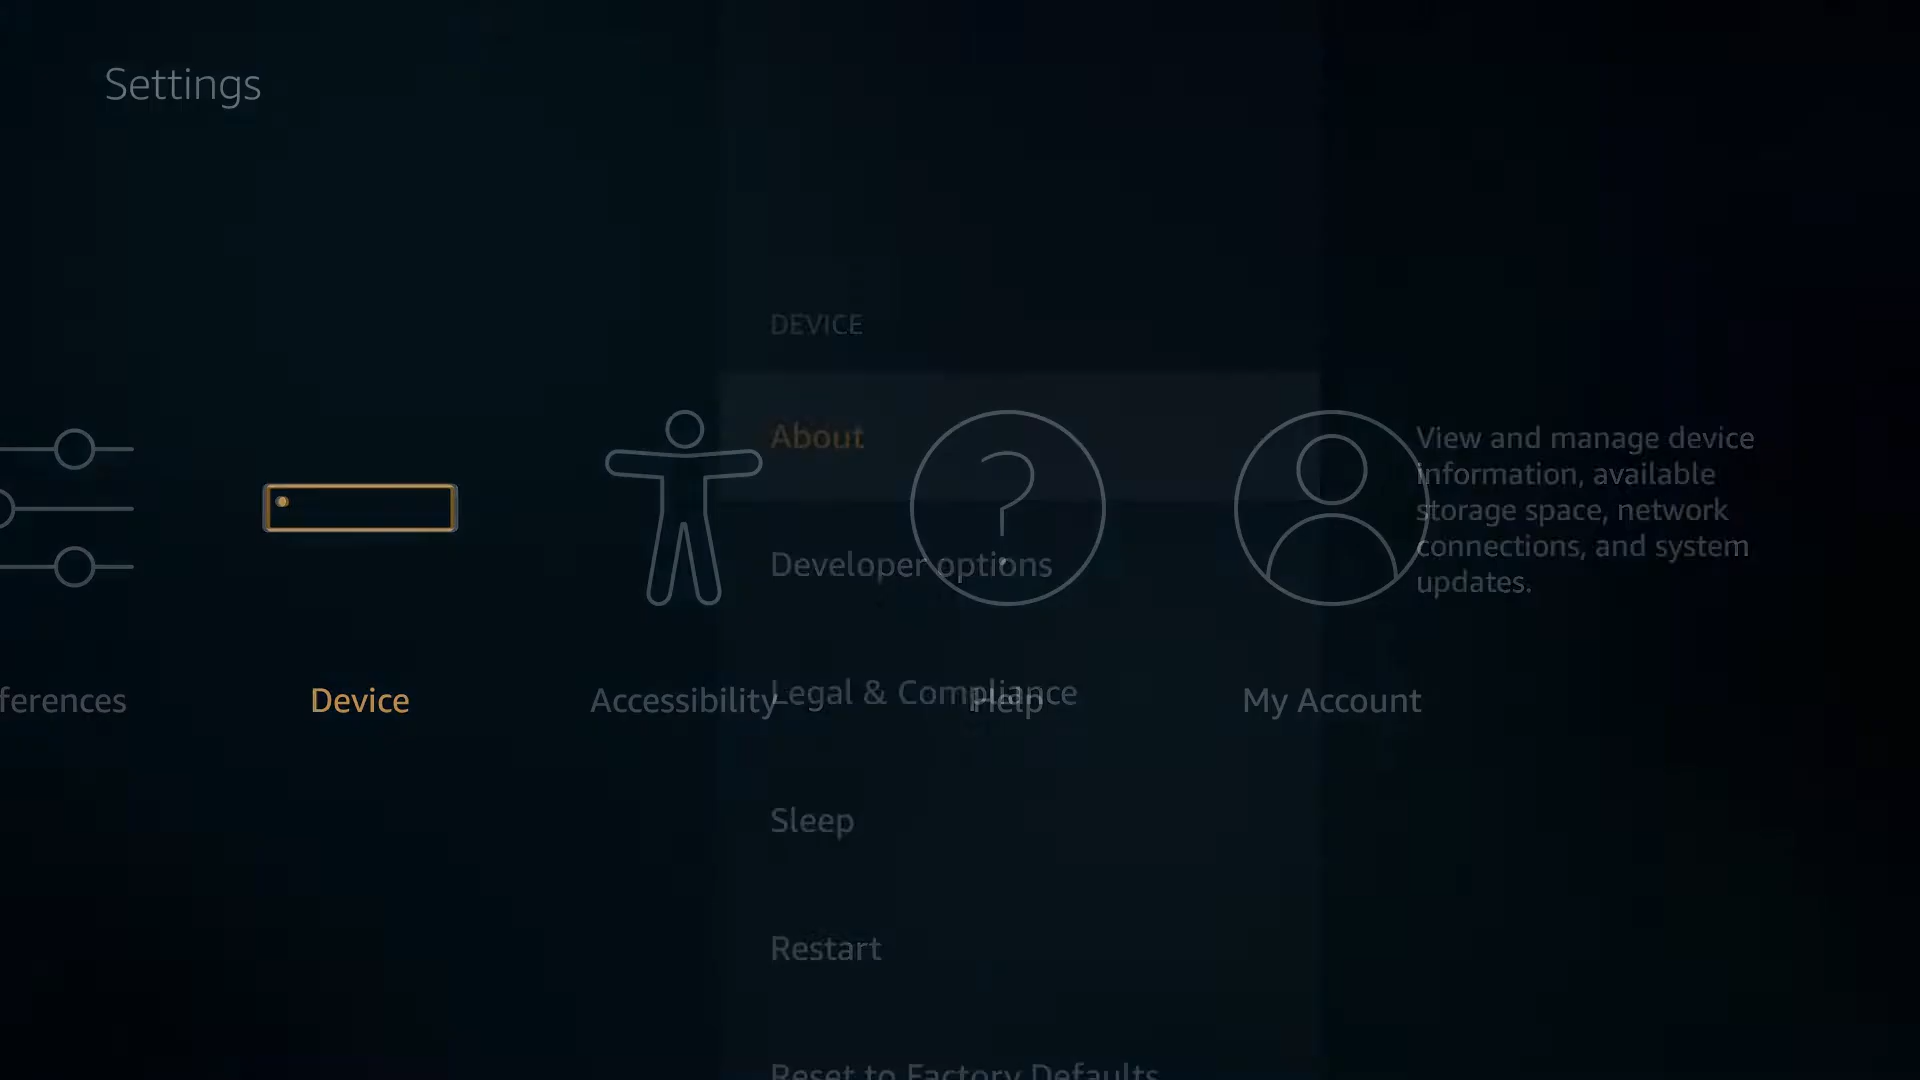 Settings
DEVICE
About
View and manage device
information, available
storage space, network
connections, and system
updates.
Developer options
Legal & Compliance
ferences
Device
Accessibility
Help
My Account
Sleep
Restart
Reset to Factory Defaults